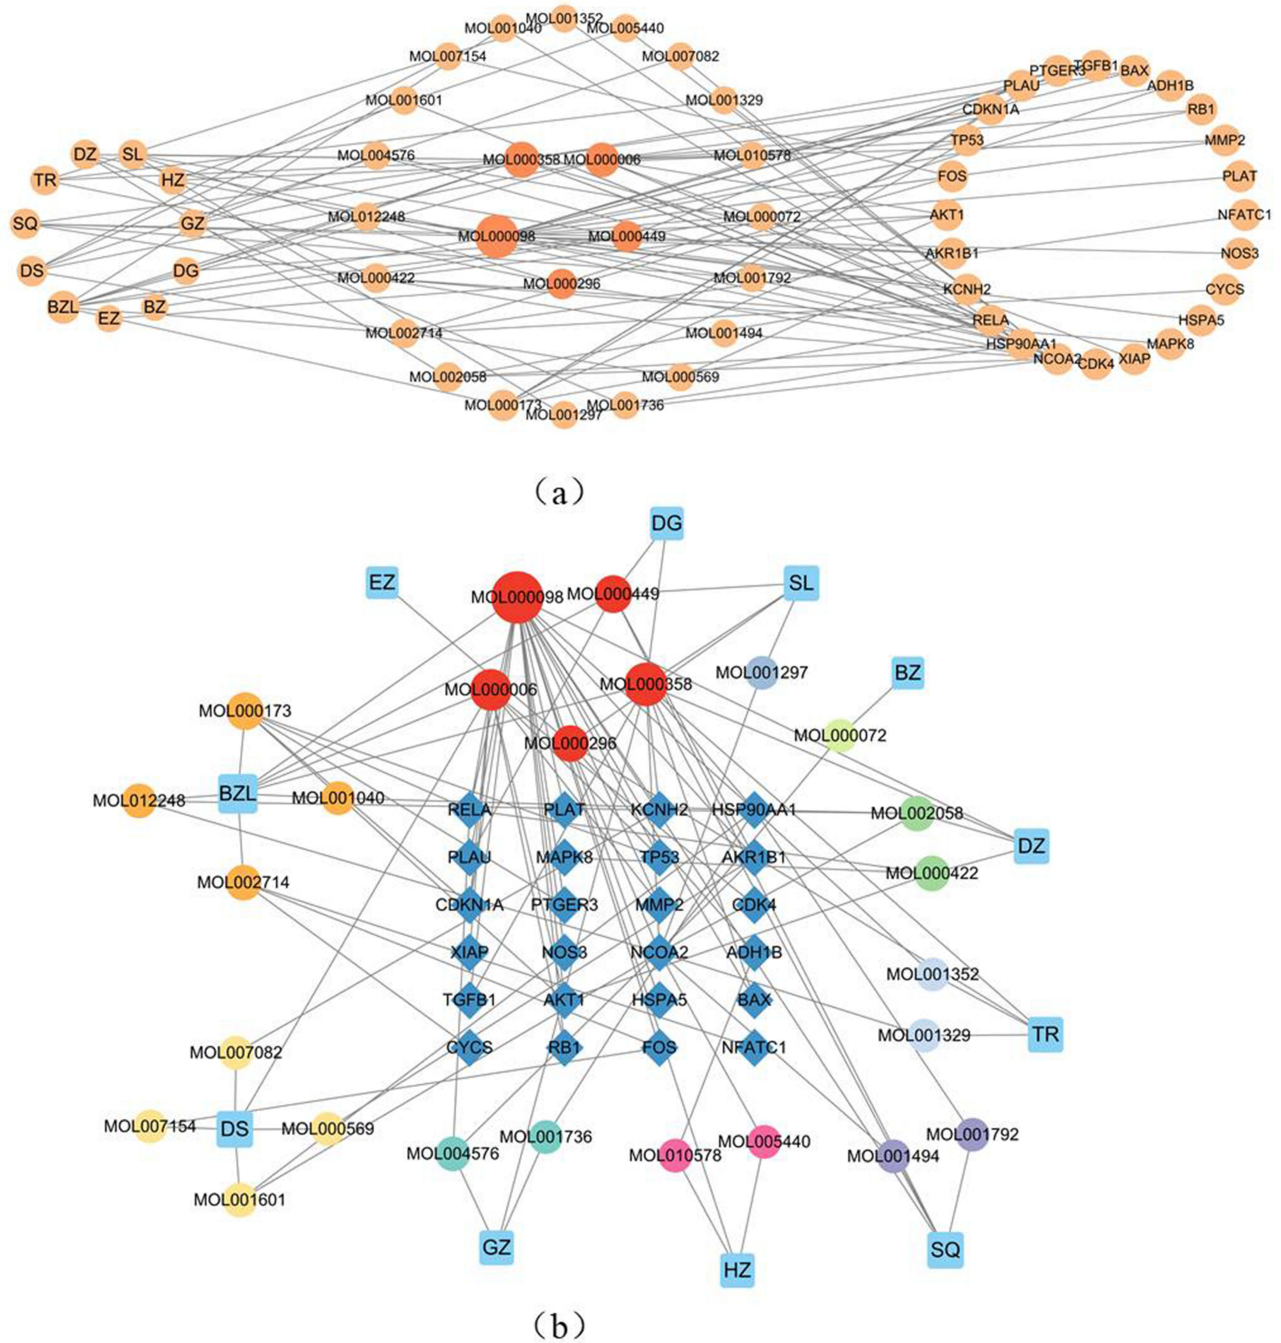 MOL001352
MOL001040
MOL005440
MOL007154
MOL007082
MOL001601
MOL001329
DZ
SL
MOL004576
MOL000358
MOL000006
MOL010578
TR
HZ
SQ
GZ
MOL012248
MOL000098
MOL000449
MOL000072
DS
DG
MOL000422
MOL000296
MOL001792
BZL
EZ
BZ
MOL002714
MOL001494
MOL002058
MOL000569
MOL000173
MOL001297
MOL001736
PTGER3
TGFB1
BAX
PLAU
ADH1B
CDKN1A
RB1
TP53
MMP2
FOS
PLAT
AKT1
NFATC1
AKR1B1
NOS3
KCNH2
CYCS
RELA
HSPA5
HSP90AA1
MAPK8
NCOA2
CDK4
XIAP
(a)
DG
EZ
MOL000098
MOL000449
SL
MOL000006
MOL000358
MOL001297
BZ
MOL000173
MOL000296
MOL000072
MOL012248
BZL
MOL001040
RELA
PLAT
KCNH2
HSP90AA1
MOL002058
DZ
PLAU
MAPK8
TP53
AKR1B1
MOL002714
MOL000422
CDKN1A
PTGER3
MMP2
CDK4
XIAP
NOS3
NCOA2
ADH1B
MOL001352
TGFB1
AKT1
HSPA5
BAX
MOL001329
TR
CYCS
RB1
FOS
NFATC1
MOL007082
MOL007154
DS
MOL000569
MOL004576
MOL001736
MOL010578
MOL005440
MOL001494
MOL001792
MOL001601
GZ
HZ
SQ
(b)